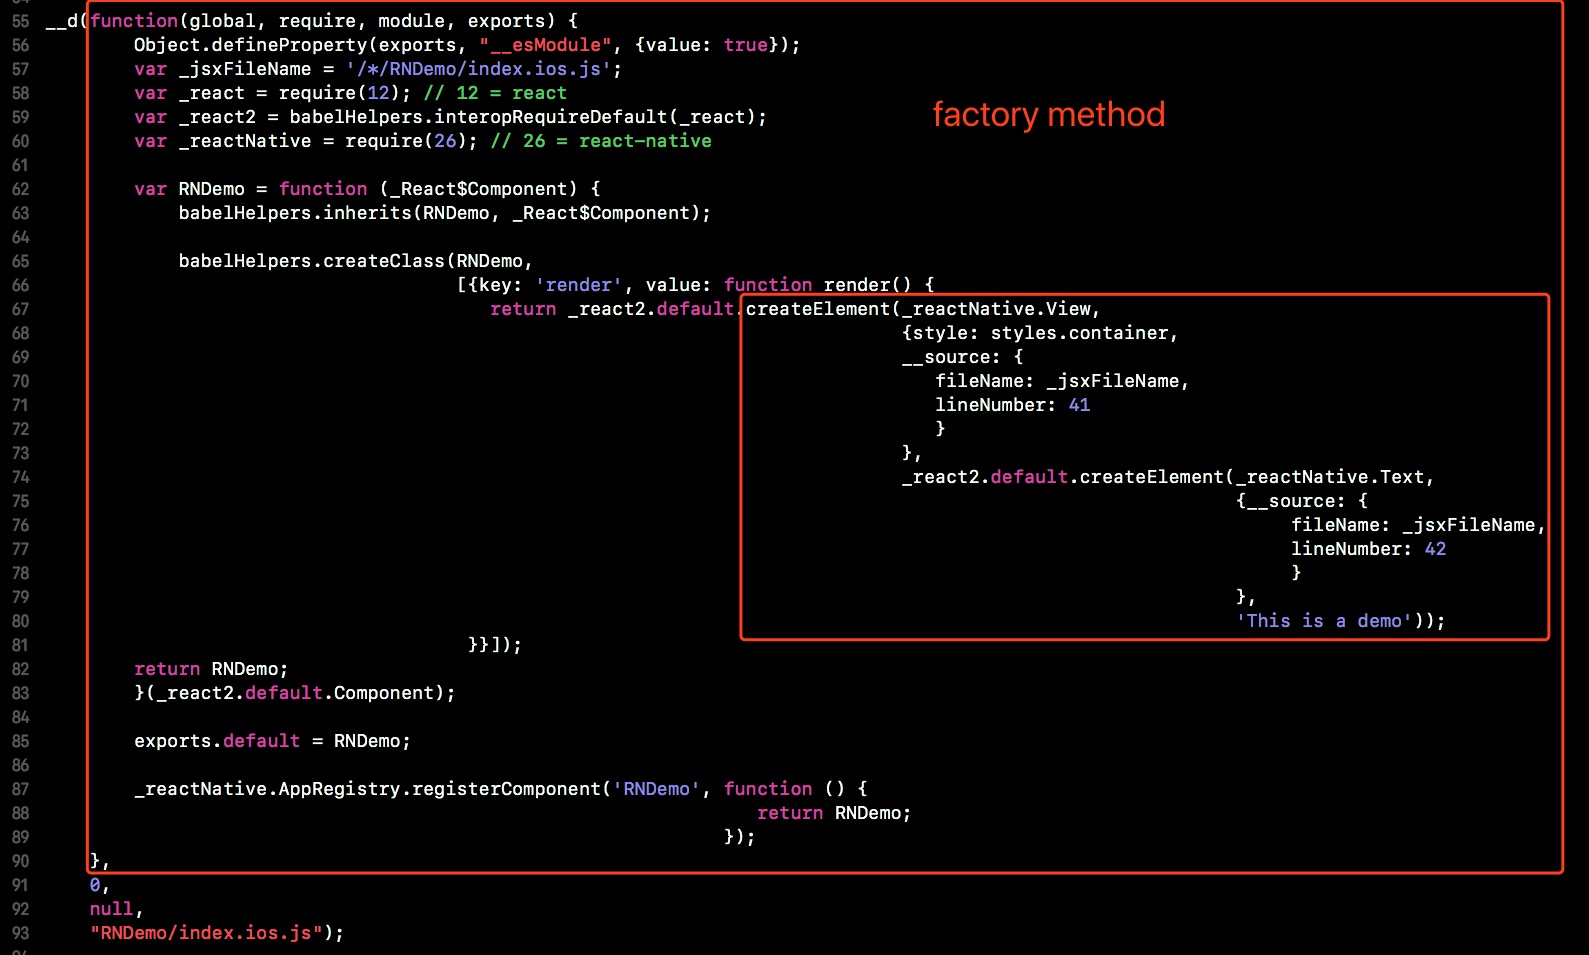 55 __d(function(global, require, module, exports) {
56 Object.defineProperty(exports, "__esModule", {value: true});
57 var _jsxFileName = '/*/RNDemo/index.ios.js';
58 var _react = require(12); // 12 = react
59 var _react2 = babelHelpers.interopRequireDefault(_react);
factory method
60 var _reactNative = require(26); // 26 = react-native
61
62 var RNDemo = function (_React$Component) {
63 babelHelpers.inherits(RNDemo, _React$Component);
64
65 babelHelpers.createClass(RNDemo,
66 [{key: 'render', value: function render() {
67 return _react2.default.createElement(_reactNative.View,
68 {style: styles.container,
69 __source: {
70 fileName: _jsxFileName,
71 lineNumber: 41
72 }
73 },
74 _react2.default.createElement(_reactNative.Text,
75 {__source: {
76 fileName: _jsxFileName,
77 lineNumber: 42
78 }
79 },
80 'This is a demo'));
81 }}]);
82 return RNDemo;
83 }(_react2.default.Component);
84
85 exports.default = RNDemo;
86
87 _reactNative.AppRegistry.registerComponent('RNDemo', function () {
88 return RNDemo;
89 });
90 },
91 0,
92 null,
93 "RNDemo/index.ios.js");